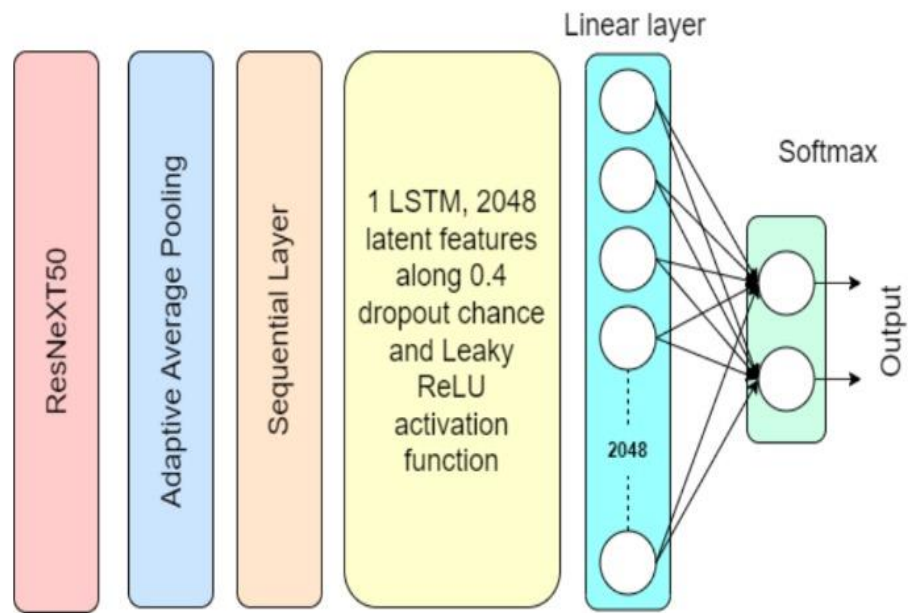 ResNeXT50
Adaptive Average Pooling
Sequential Layer
1 LSTM, 2048
latent features
along 0.4
dropout chance
and Leaky
ReLU
activation
function
Linear layer
2048
Softmax
Output